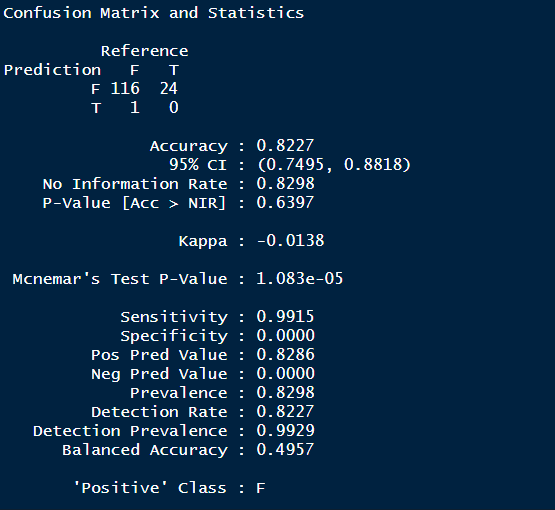 Confusion Matrix and Statistics
Reference
Prediction F T
F 116 24
T 1 0
Accuracy : 0.8227
95% CI : (0.7495, 0.8818)
No Information Rate : 0.8298
P-Value [Acc > NIR] : 0.6397
Kappa : -0.0138
Mcnemar's Test P-Value : 1.083e-05
Sensitivity : 0.9915
Specificity : 0.0000
Pos Pred Value : 0.8286
Neg Pred Value : 0.0000
Prevalence : 0.8298
Detection Rate : 0.8227
Detection Prevalence : 0.9929
Balanced Accuracy : 0.4957
'Positive' Class : F